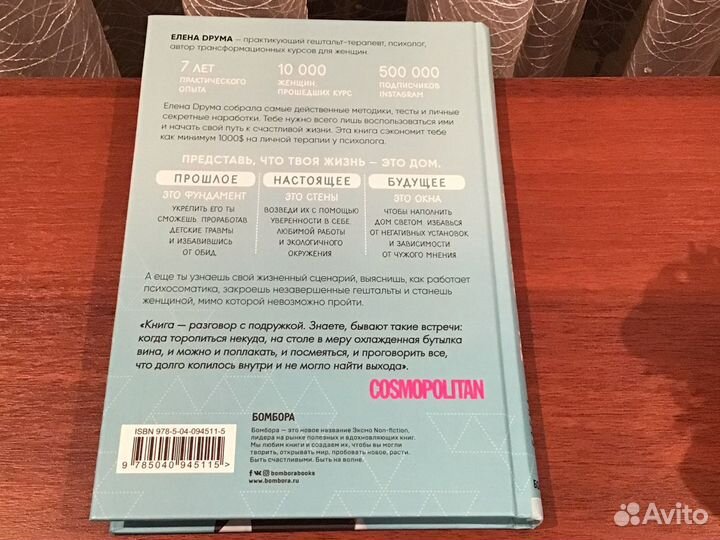 ЕЛЕНА DРУМА – практикующий гештальт-терапевт, психолог,
автор трансформационных курсов для женщин.
7 ЛЕТ
ПРАКТИЧЕСКОГО
ОПЫТА
10 000
ЖЕНЩИН,
ПРОШЕДШИХ КУРС
500 000
ПОДПИСЧИКОВ
INSTAGRAM
Елена Dрума собрала самые действенные методики, тесты и личные
секретные наработки. Тебе нужно всего лишь воспользоваться ими
и начать свой путь к счастливой жизни. Эта книга сэкономит тебе
как минимум 1000$ на личной терапии у психолога.
ПРЕДСТАВЬ, ЧТО ТВОЯ ЖИЗНЬ – ЭТО ДОМ.
ПРОШЛОЕ
ЭТО ФУНДАМЕНТ
УКРЕПИТЬ ЕГО ТЫ
СМОЖЕШЬ, ПРОРАБОТАВ
ДЕТСКИЕ ТРАВМЫ
И ИЗБАВИВШИСЬ
ОТ ОБИД
НАСТОЯЩЕЕ
ЭТО СТЕНЫ
ВОЗВЕДИ ИХ С ПОМОЩЬЮ
УВЕРЕННОСТИ В СЕБЕ,
ЛЮБИМОЙ РАБОТЫ
И ЭКОЛОГИЧНОГО
ОКРУЖЕНИЯ
БУДУЩЕЕ
ЭТО ОКНА
ЧТОБЫ НАПОЛНИТЬ
ДОМ СВЕТОМ, ИЗБАВЬСЯ
ОТ НЕГАТИВНЫХ УСТАНОВОК
И ЗАВИСИМОСТИ
ОТ ЧУЖОГО МНЕНИЯ
А еще ты узнаешь свой жизненный сценарий, выяснишь, как работает
психосоматика, закроешь незавершенные гештальты и станешь
женщиной, мимо которой невозможно пройти.
«Книга — разговор с подружкой. Знаете, бывают такие встречи:
когда торопиться некуда, на столе в меру охлажденная бутылка
вина, и можно и поплакать, и посмеяться, и проговорить все,
что долго копилось внутри и не могло найти выхода».
COSMOPOLITAN
ISBN 978-5-04-094511-5
9 785040 945115 >
БОМБОРА
Бомбора – это новое название Эксмо Non-fiction,
лидера на рынке полезных и вдохновляющих книг.
Мы любим книги и создаем их, чтобы вы могли
творить, открывать мир, пробовать новое, расти.
Быть счастливыми. Быть на волне.
bomborabooks
www.bombora.ru
Avito